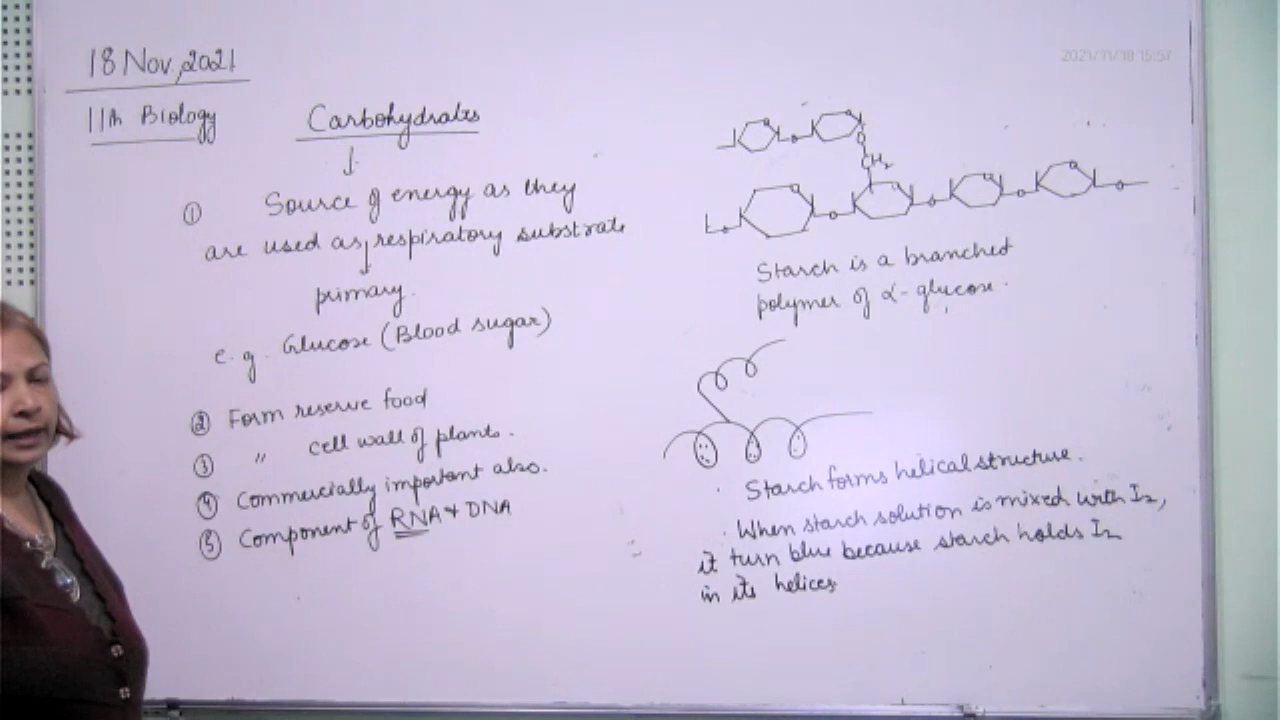 2021/11/18 15:57
18 Nov, 2021
11th Biology
Carbohydrates
① Source of energy as they
are used as respiratory substrate
primary.
e.g. Glucose (Blood sugar)
② Form reserve food
③ " cell wall of plants.
④ Commercially important also.
⑤ Component of RNA & DNA
O
CH₂
Starch is a branched
polymer of α-glucose.
Starch forms helical structure.
. When starch solution is mixed with I₂,
it turn blue because starch holds I₂
in its helices